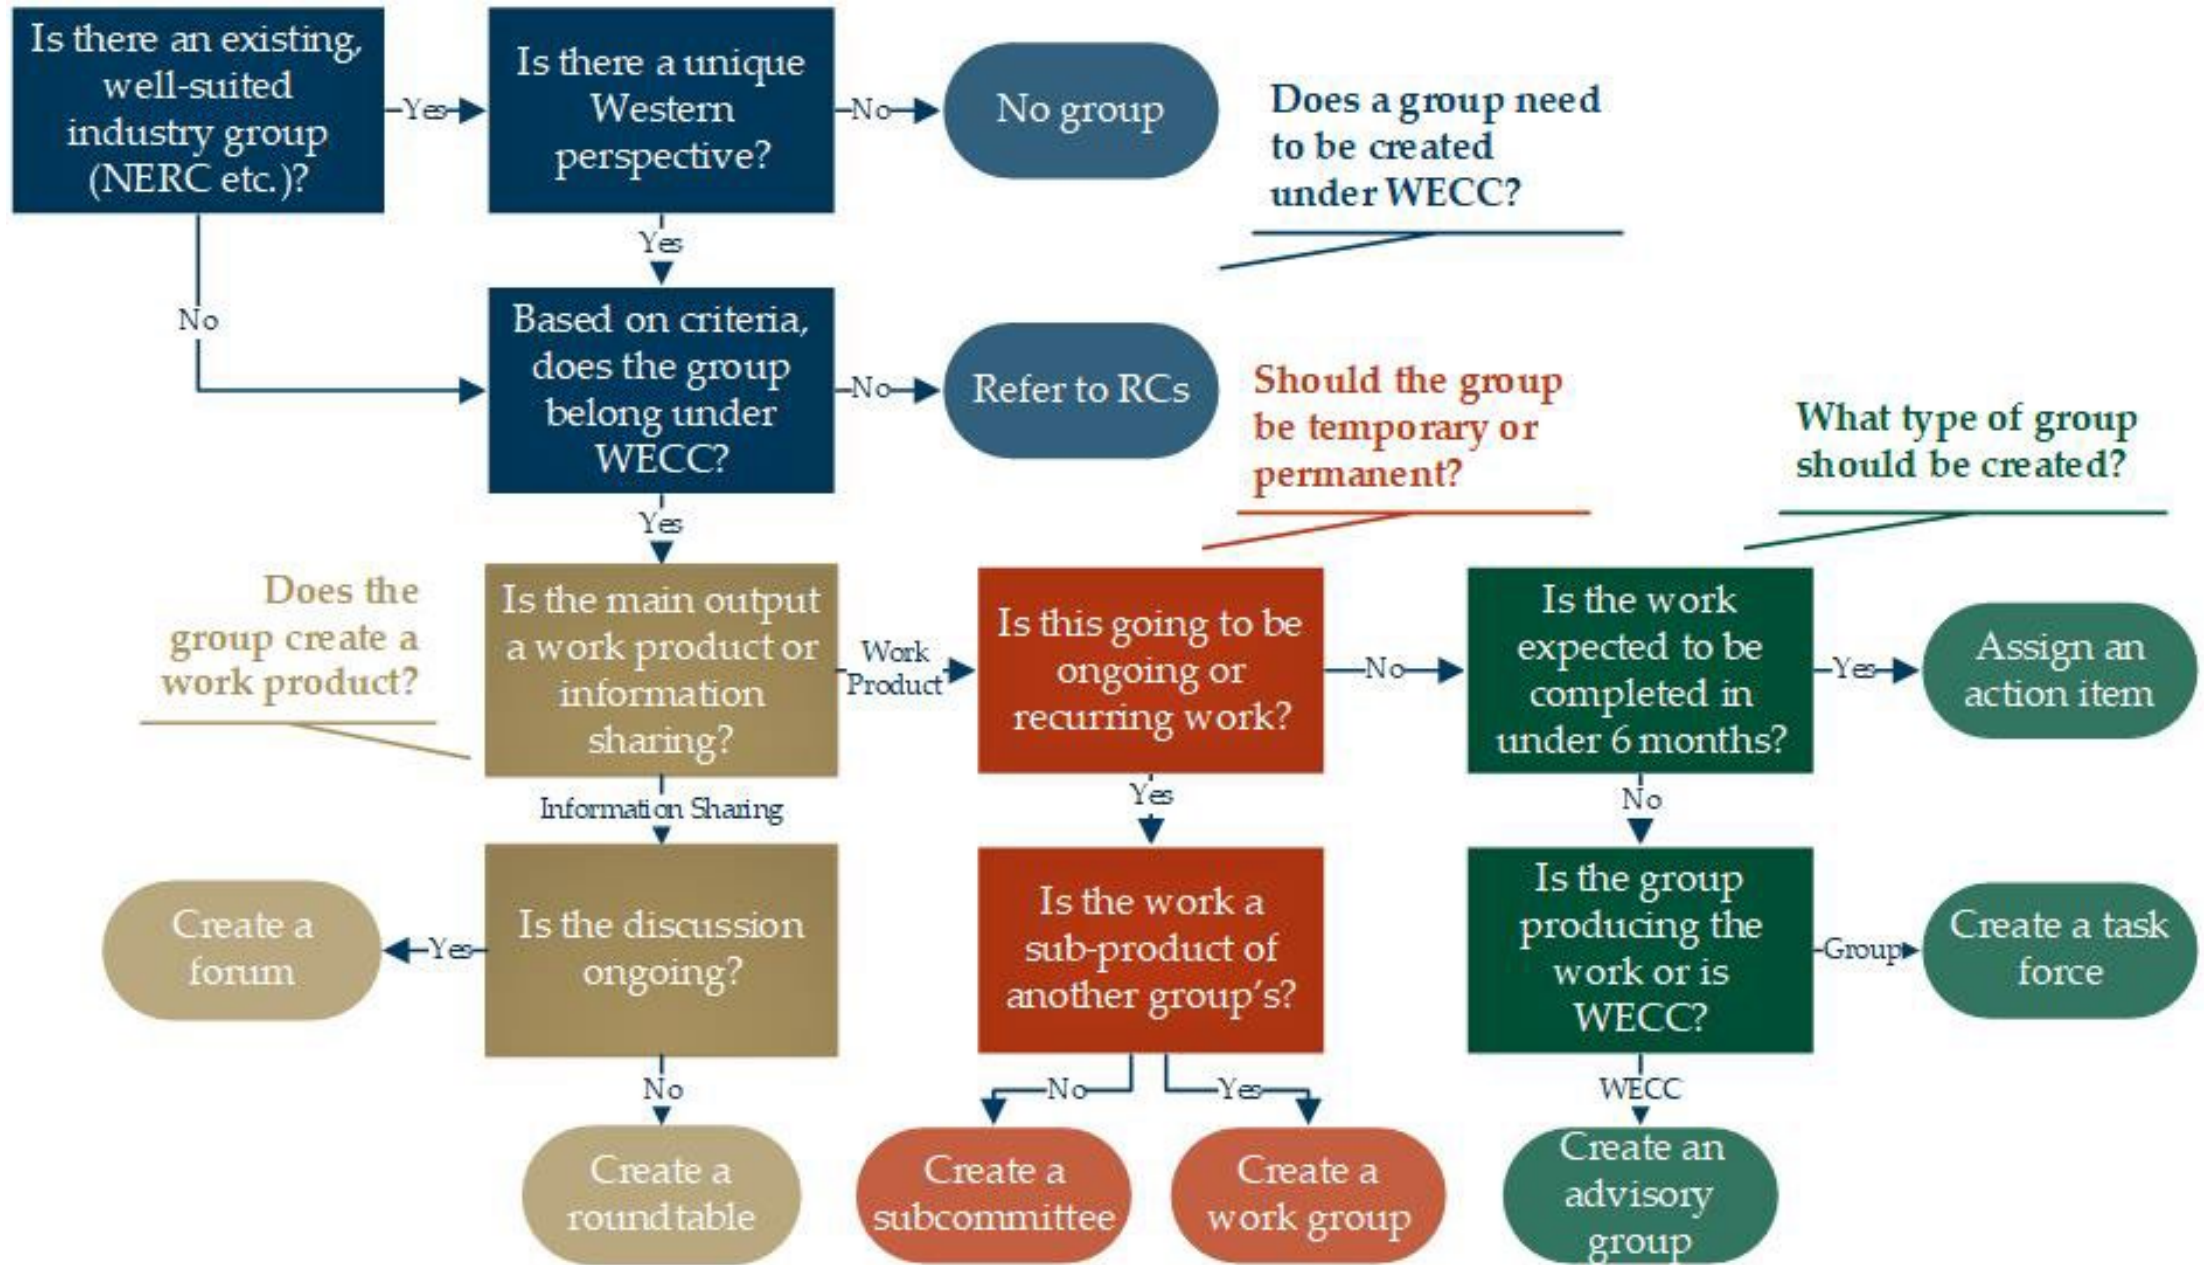 Is there an existing,
well-suited
industry group
(NERC etc.)?
Yes
Is there a unique
Western
perspective?
No
No group
Does a group need
to be created
under WECC?
Yes
No
Based on criteria,
does the group
belong under
WECC?
No
Refer to RCs
Should the group
be temporary or
permanent?
What type of group
should be created?
Yes
Does the
group create a
work product?
Is the main output
a work product or
information
sharing?
Work
Product
Is this going to be
ongoing or
recurring work?
No
Is the work
expected to be
completed in
under 6 months?
Yes
Assign an
action item
Information Sharing
Yes
No
Create a
forum
Yes
Is the discussion
ongoing?
Is the work a
sub-product of
another group's?
Is the group
producing the
work or is
WECC?
Group
Create a task
force
No
No
Yes
WECC
Create a
roundtable
Create a
subcommittee
Create a
work group
Create an
advisory
group